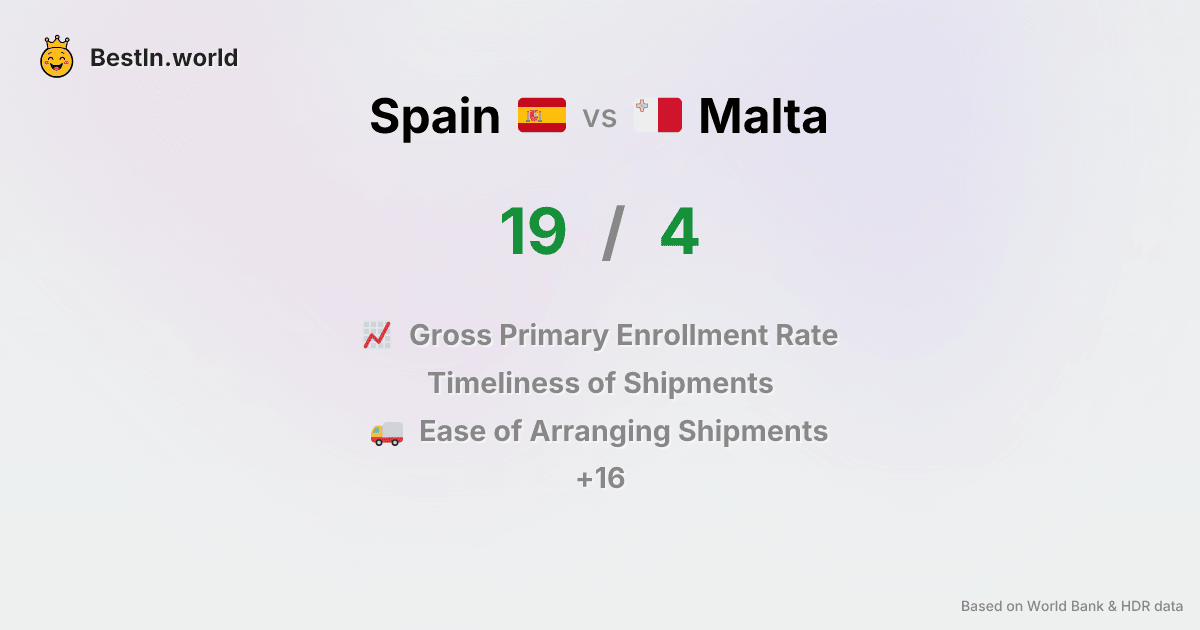 BestIn.world
Spain vs Malta
19 / 4
Gross Primary Enrollment Rate
Timeliness of Shipments
Ease of Arranging Shipments
+16
Based on World Bank & HDR data